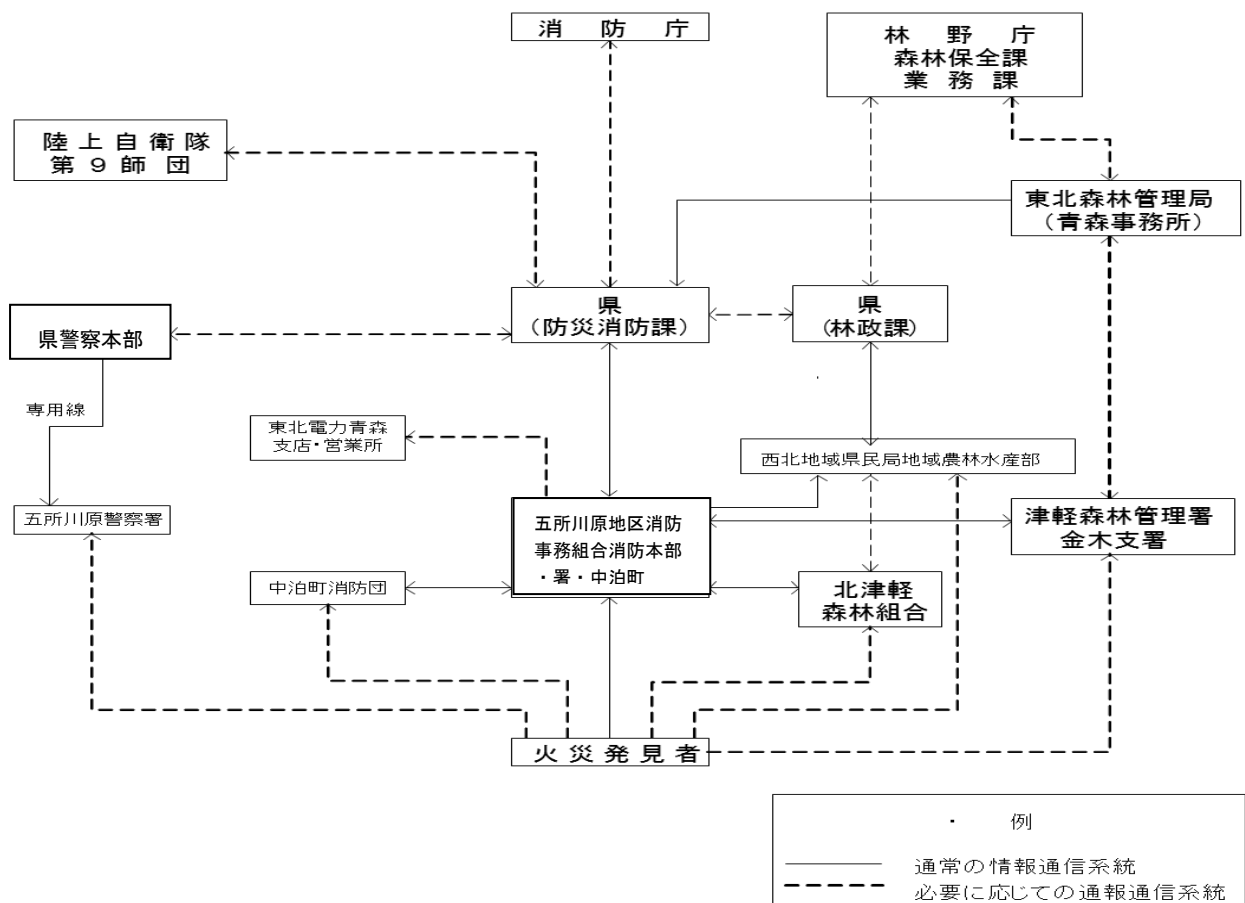 消防庁
林野庁
森林保全課
業務課
陸上自衛隊
第9師団
東北森林管理局
（青森事務所）
県
（防災消防課）
県
（林政課）
県警察本部
専用線
東北電力青森
支店・営業所
西北地域県民局地域農林水産部
五所川原警察署
五所川原地区消防
事務組合消防本部
・署・中泊町
津軽森林管理署
金木支署
中泊町消防団
北津軽
森林組合
火災発見者
・　例
通常の情報通信系統
必要に応じての通報通信系統